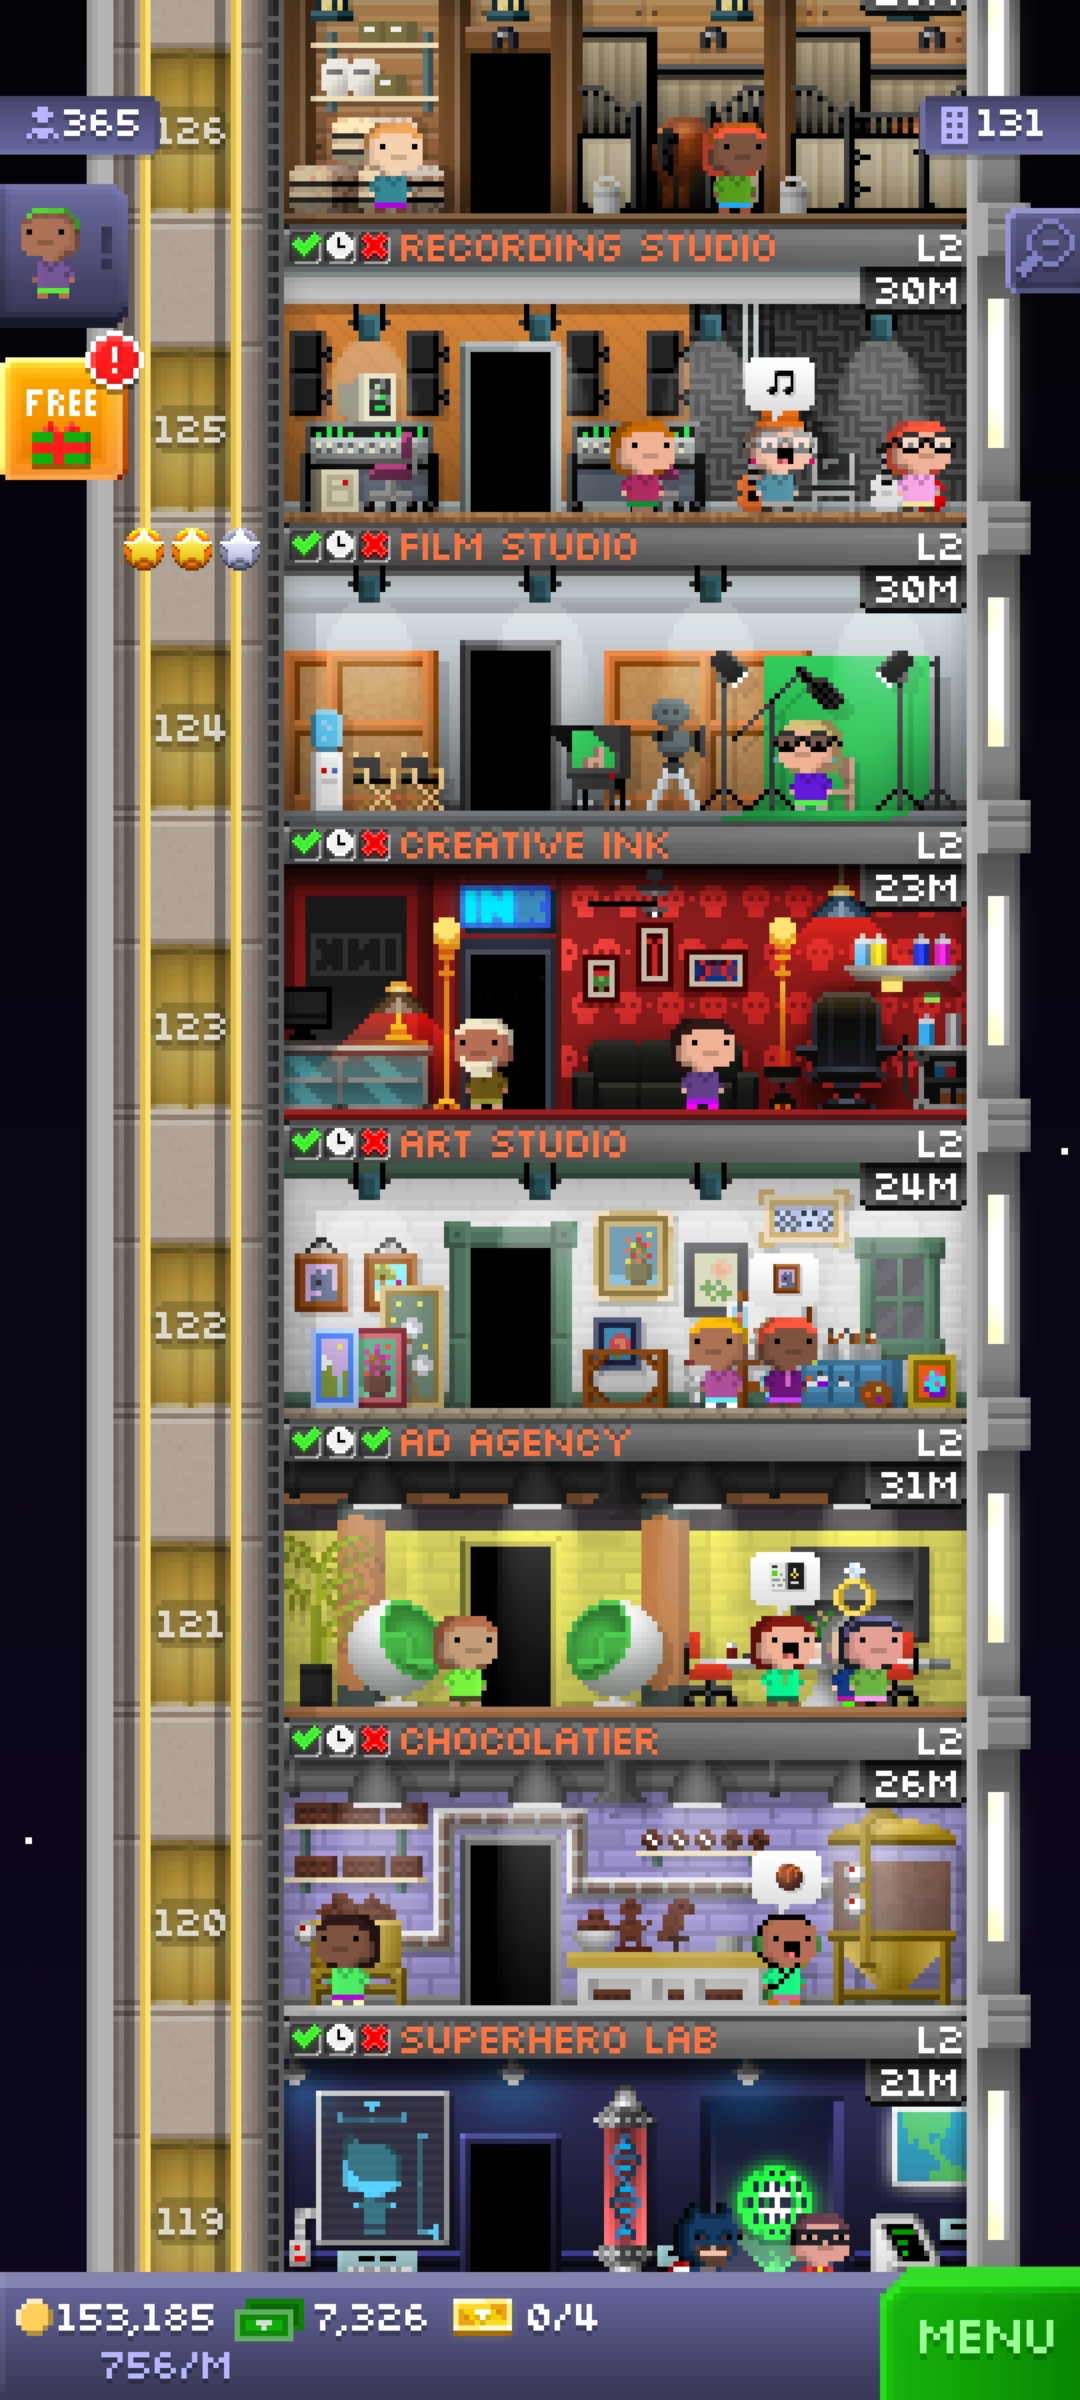 126
365
131
!
RECORDING STUDIO L2
30M
FREE
!
125
FILM STUDIO L2
30M
124
CREATIVE INK L2
23M
INK
123
ART STUDIO L2
24M
122
AD AGENCY L2
31M
121
CHOCOLATIER L2
26M
120
SUPERHERO LAB L2
21M
119
153,185 7,326 0/4
756/M
MENU